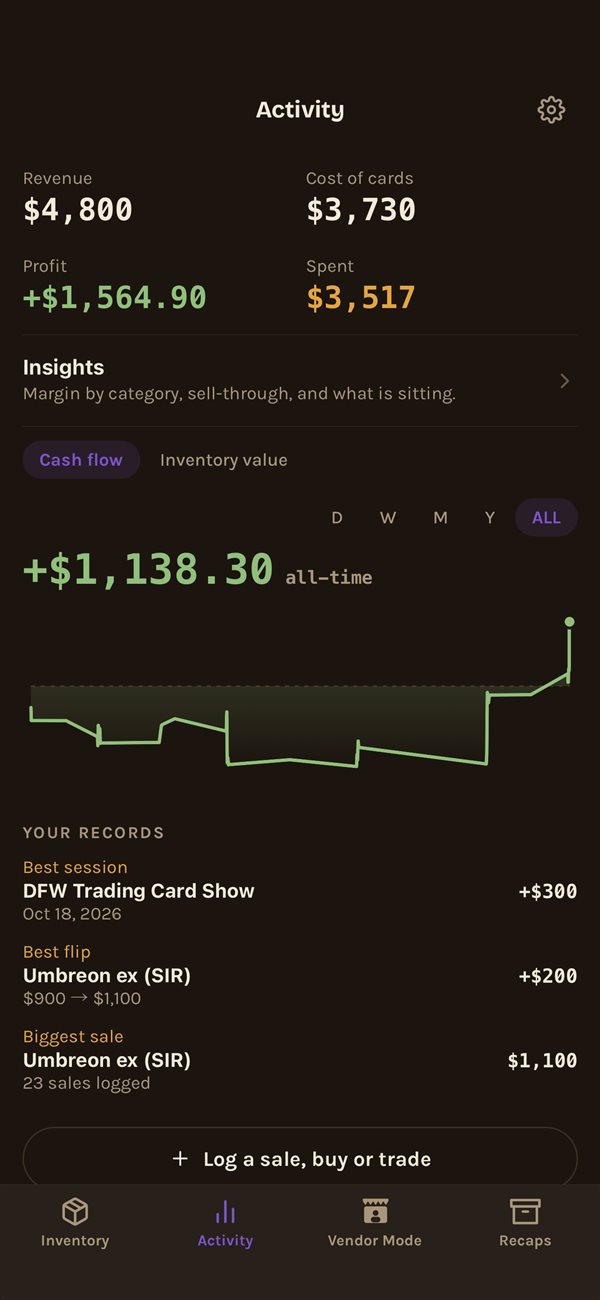 Activity
Revenue
$4,800
Cost of cards
$3,730
Profit
+$1,564.90
Spent
$3,517
Insights
Margin by category, sell-through, and what is sitting.
Cash flow
Inventory value
D W M Y ALL
+$1,138.30 all-time
YOUR RECORDS
Best session
DFW Trading Card Show +$300
Oct 18, 2026
Best flip
Umbreon ex (SIR) +$200
$900 → $1,100
Biggest sale
Umbreon ex (SIR) $1,100
23 sales logged
+ Log a sale, buy or trade
Inventory Activity Vendor Mode Recaps